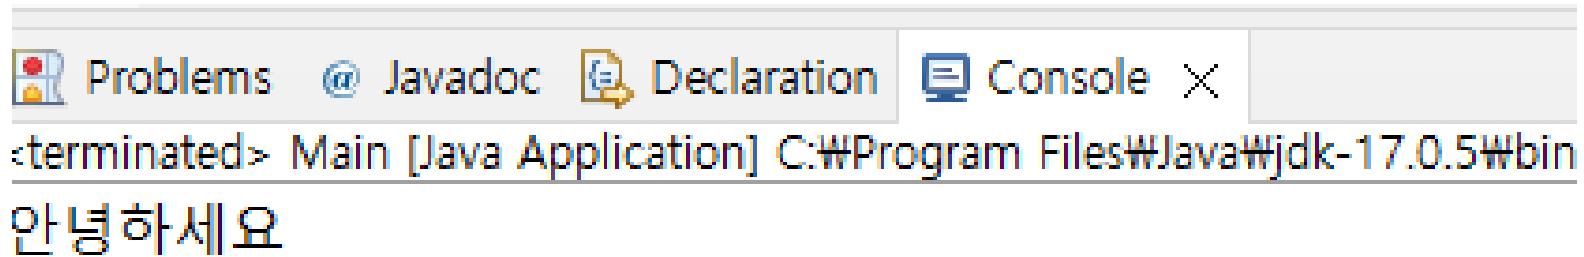 Problems @ Javadoc Declaration Console
<terminated> Main [Java Application] C:₩Program Files₩Java₩jdk-17.0.5₩bin
안녕하세요